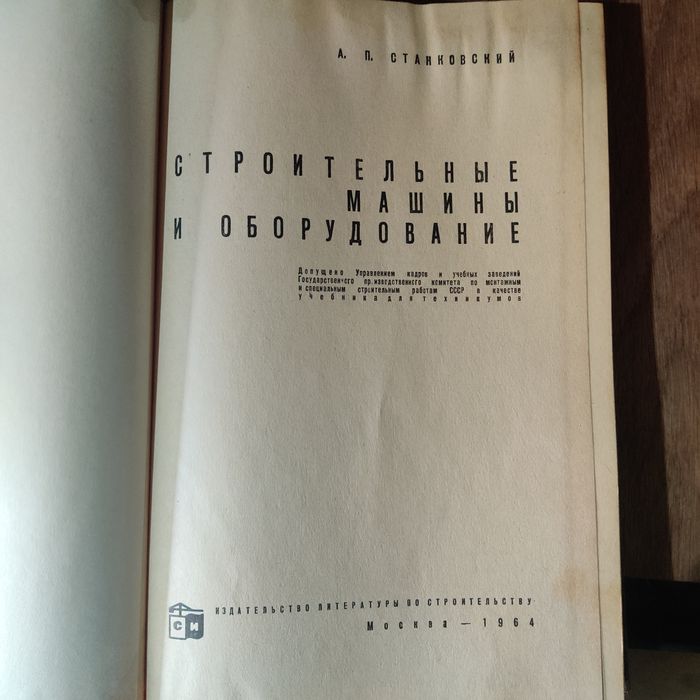 А. П. СТАНКОВСКИЙ
СТРОИТЕЛЬНЫЕ
МАШИНЫ
И ОБОРУДОВАНИЕ
Допущено Управлением кадров и учебных заведений
Государственного производственного комитета по монтажным
и специальным строительным работам СССР в качестве
учебника для техникумов
СИ
ИЗДАТЕЛЬСТВО ЛИТЕРАТУРЫ ПО СТРОИТЕЛЬСТВУ
Москва — 1964